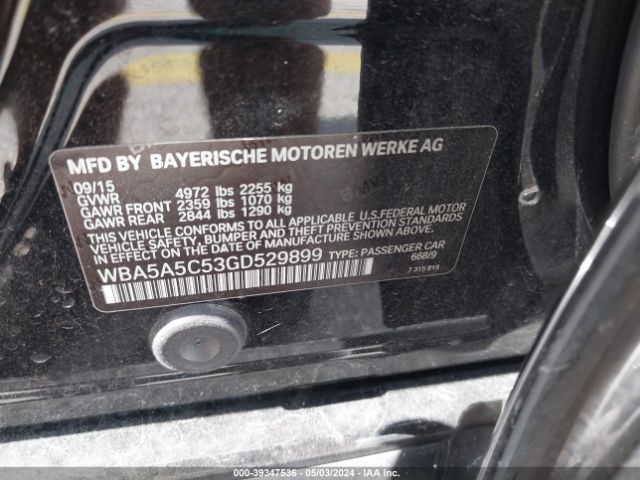 MFD BY BAYERISCHE MOTOREN WERKE AG
09/15
GVWR 4972 lbs 2255 kg
GAWR FRONT 2359 lbs 1070 kg
GAWR REAR 2844 lbs 1290 kg
THIS VEHICLE CONFORMS TO ALL APPLICABLE U.S.FEDERAL MOTOR
VEHICLE SAFETY, BUMPER, AND THEFT PREVENTION STANDARDS
IN EFFECT ON THE DATE OF MANUFACTURE SHOWN ABOVE.
WBA5A5C53GD529899 TYPE: PASSENGER CAR
668/9
7 315 814
000-39347536 - 05/03/2024 - IAA Inc.